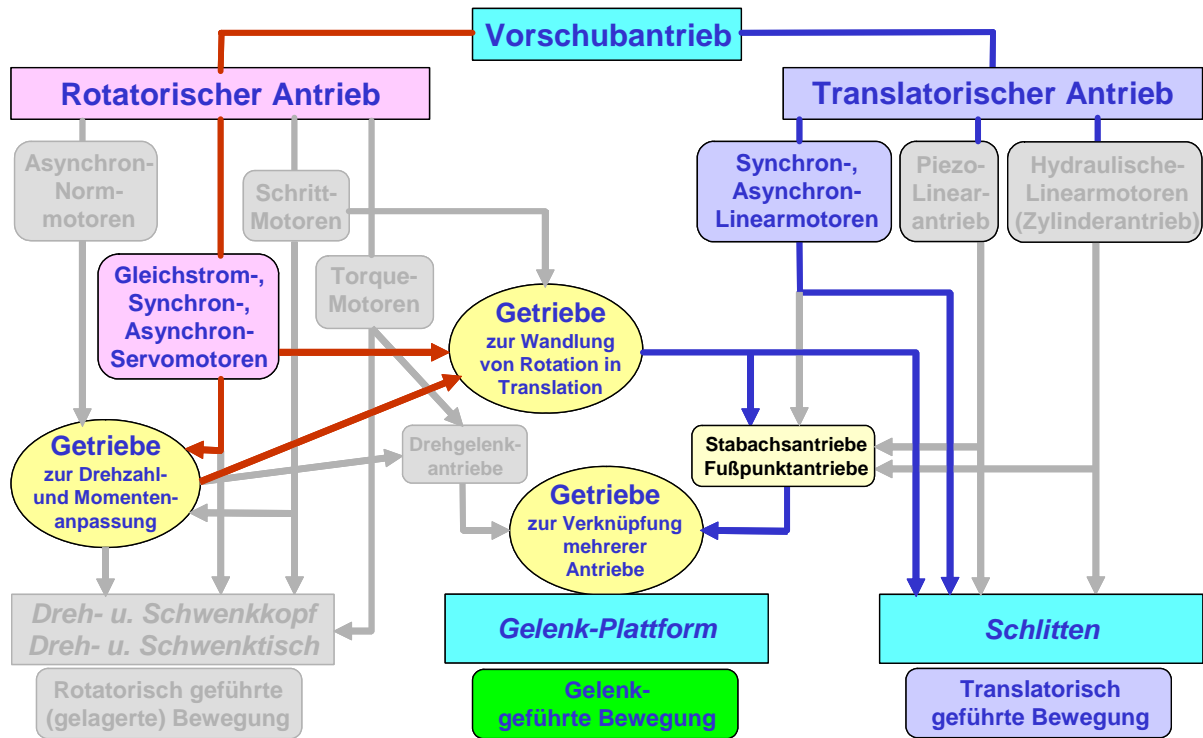 Vorschubantrieb
Rotatorischer Antrieb
Translatorischer Antrieb
Asynchron-
Norm-
motoren
Schritt-
Motoren
Synchron-,
Asynchron-
Linearmotoren
Piezo-
Linear-
antrieb
Hydraulische-
Linearmotoren
(Zylinderantrieb)
Gleichstrom-,
Synchron-,
Asynchron-
Servomotoren
Torque-
Motoren
Getriebe
zur Wandlung
von Rotation in
Translation
Getriebe
zur Drehzahl-
und Momenten-
anpassung
Drehgelenk-
antriebe
Stabachsantriebe
Fußpunktantriebe
Getriebe
zur Verknüpfung
mehrerer
Antriebe
Dreh- u. Schwenkkopf
Dreh- u. Schwenktisch
Gelenk-Plattform
Schlitten
Rotatorisch geführte
(gelagerte) Bewegung
Gelenk-
geführte Bewegung
Translatorisch
geführte Bewegung